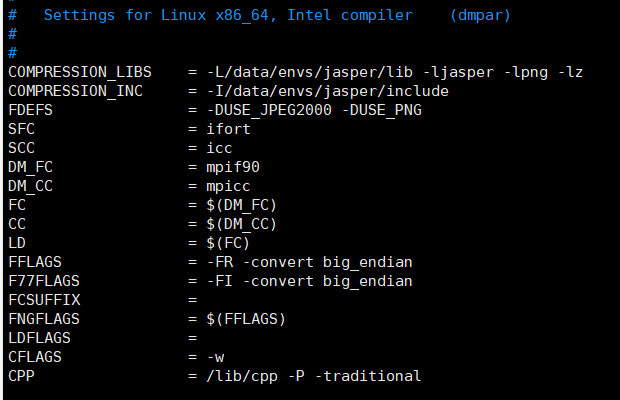 #   Settings for Linux x86_64, Intel compiler    (dmpar)
#
#
COMPRESSION_LIBS    = -L/data/envs/jasper/lib -ljasper -lpng -lz
COMPRESSION_INC     = -I/data/envs/jasper/include
FDEFS               = -DUSE_JPEG2000 -DUSE_PNG
SFC                 = ifort
SCC                 = icc
DM_FC               = mpif90
DM_CC               = mpicc
FC                  = $(DM_FC)
CC                  = $(DM_CC)
LD                  = $(FC)
FFLAGS              = -FR -convert big_endian
F77FLAGS            = -FI -convert big_endian
FCSUFFIX            =
FNGFLAGS            = $(FFLAGS)
LDFLAGS             =
CFLAGS              = -w
CPP                 = /lib/cpp -P -traditional